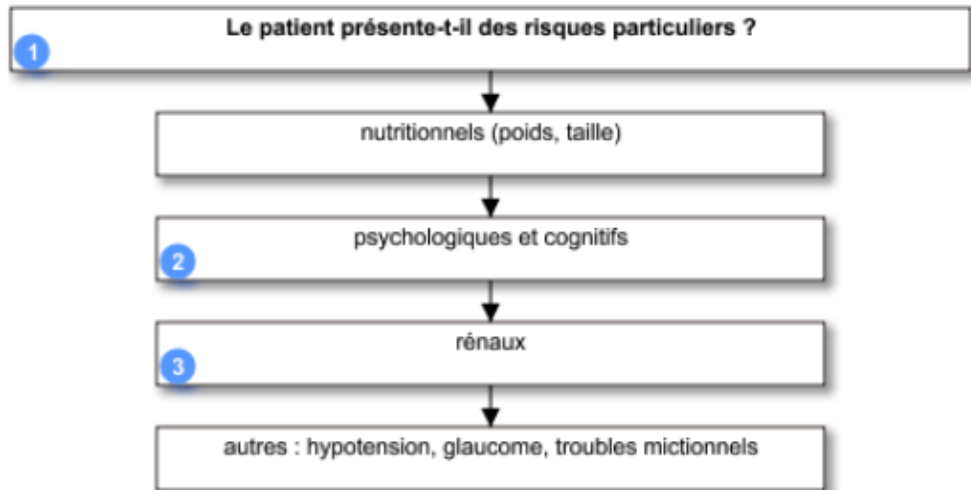 Le patient présente-t-il des risques particuliers ?
1
nutritionnels (poids, taille)
psychologiques et cognitifs
2
rénaux
3
autres : hypotension, glaucome, troubles mictionnels